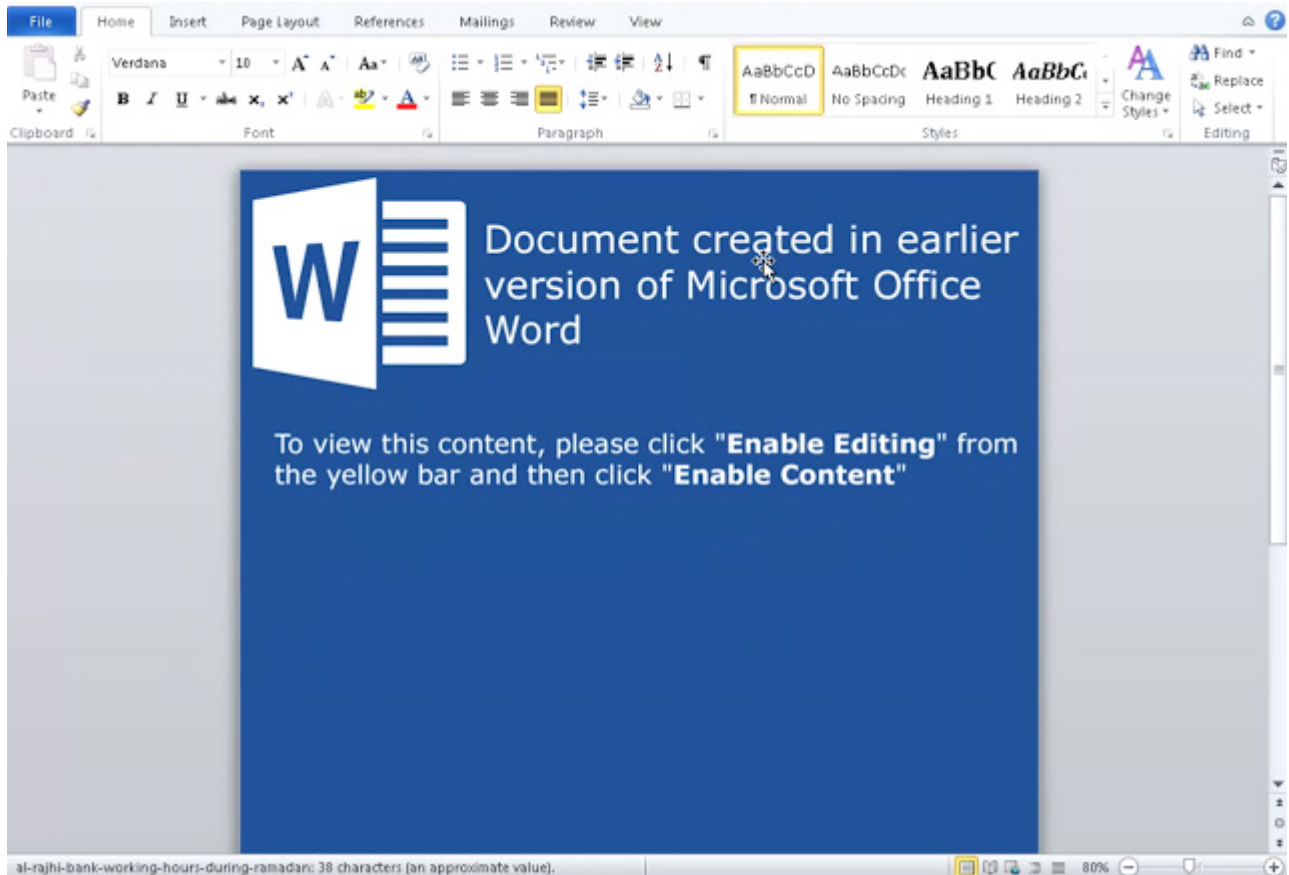 File Home Insert Page Layout References Mailings Review View
Paste
Clipboard
Verdana 10 Aa
B I U abc x, x' A
Font
Paragraph
AaBbCcD AaBbCcDc AaBbC AaBbCc
¶ Normal No Spacing Heading 1 Heading 2
Change Styles
Styles
Find
Replace
Select
Editing
W
Document created in earlier
version of Microsoft Office
Word
To view this content, please click "Enable Editing" from
the yellow bar and then click "Enable Content"
al-rajhi-bank-working-hours-during-ramadan: 38 characters (an approximate value).
80%